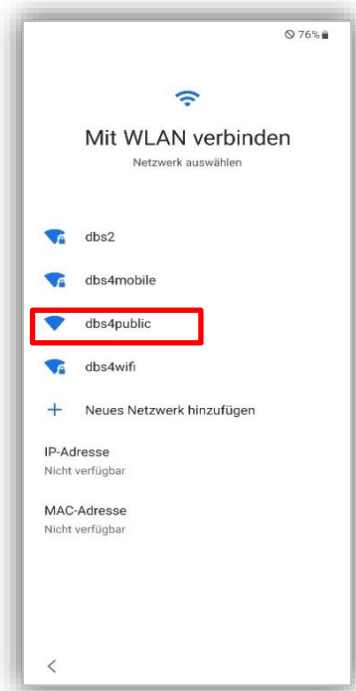 76%
Mit WLAN verbinden
Netzwerk auswählen
dbs2
dbs4mobile
dbs4public
dbs4wifi
Neues Netzwerk hinzufügen
IP-Adresse
Nicht verfügbar
MAC-Adresse
Nicht verfügbar